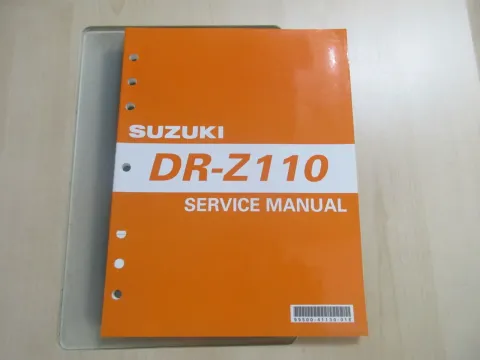 SUZUKI
DR-Z110
SERVICE MANUAL